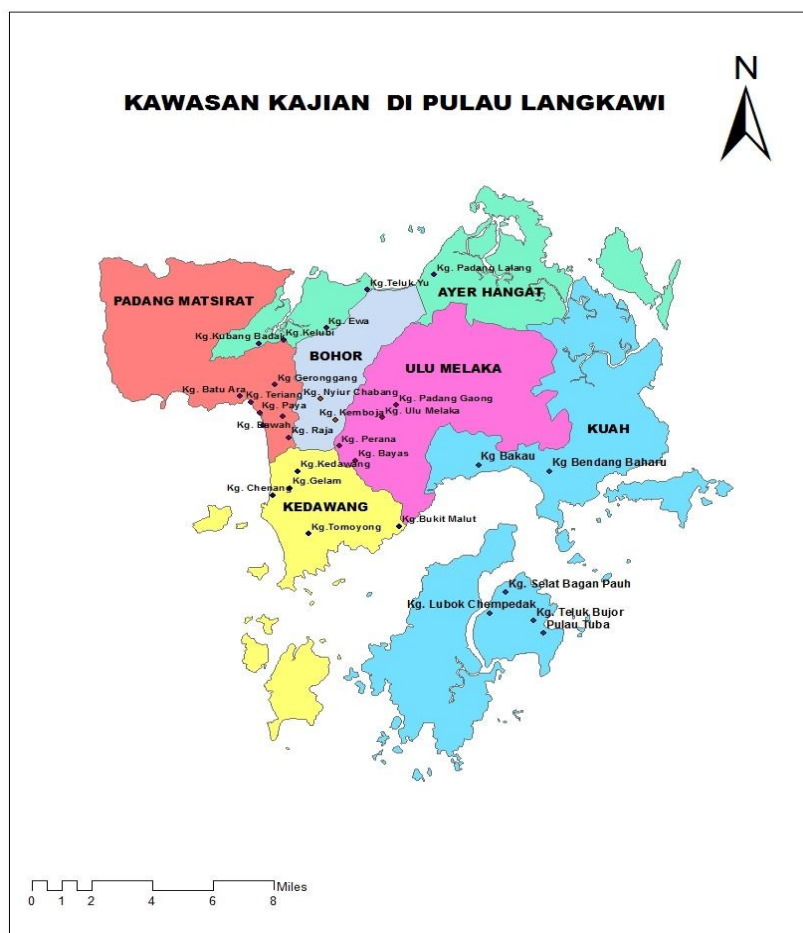 N
KAWASAN KAJIAN DI PULAU LANGKAWI
Kg. Padang Lalang
Kg.Teluk Yu
AYER HANGAT
PADANG MATSIRAT
Kg. Ewa
Kg.Kubang Badak
Kg.Kelubi
BOHOR
ULU MELAKA
Kg Geronggang
Kg. Nyiur Chabang
Kg. Batu Ara
Kg. Teriang
Kg. Padang Gaong
Kg. Paya
Kg. Kemboja
Kg. Ulu Melaka
Kg. Bawah
Kg. Raja
KUAH
Kg. Perana
Kg. Bayas
Kg Bakau
Kg Bendang Baharu
Kg.Kedawang
Kg.Gelam
Kg. Chenang
KEDAWANG
Kg.Bukit Malut
Kg.Tomoyong
Kg. Selat Bagan Pauh
Kg. Lubok Chempedak
Kg. Teluk Bujor
Pulau Tuba
Miles
0 1 2 4 6 8